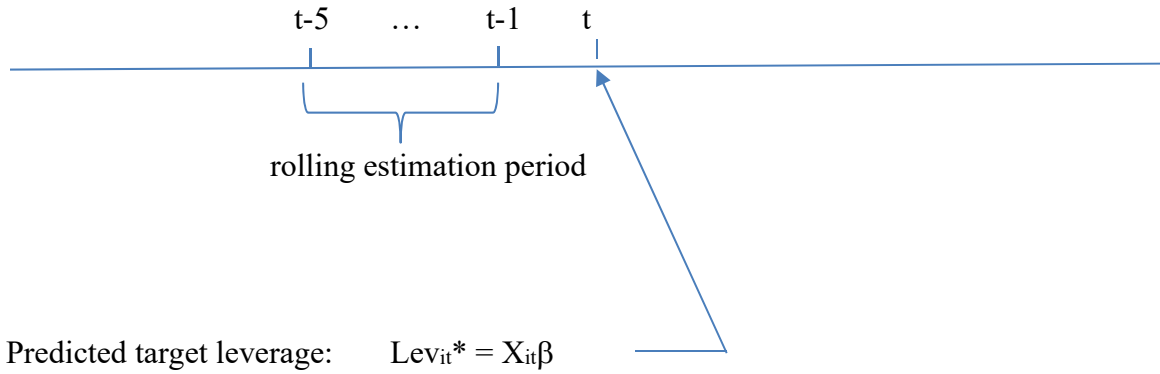 t-5 … t-1 t
rolling estimation period
Predicted target leverage: Levit* = Xitβ